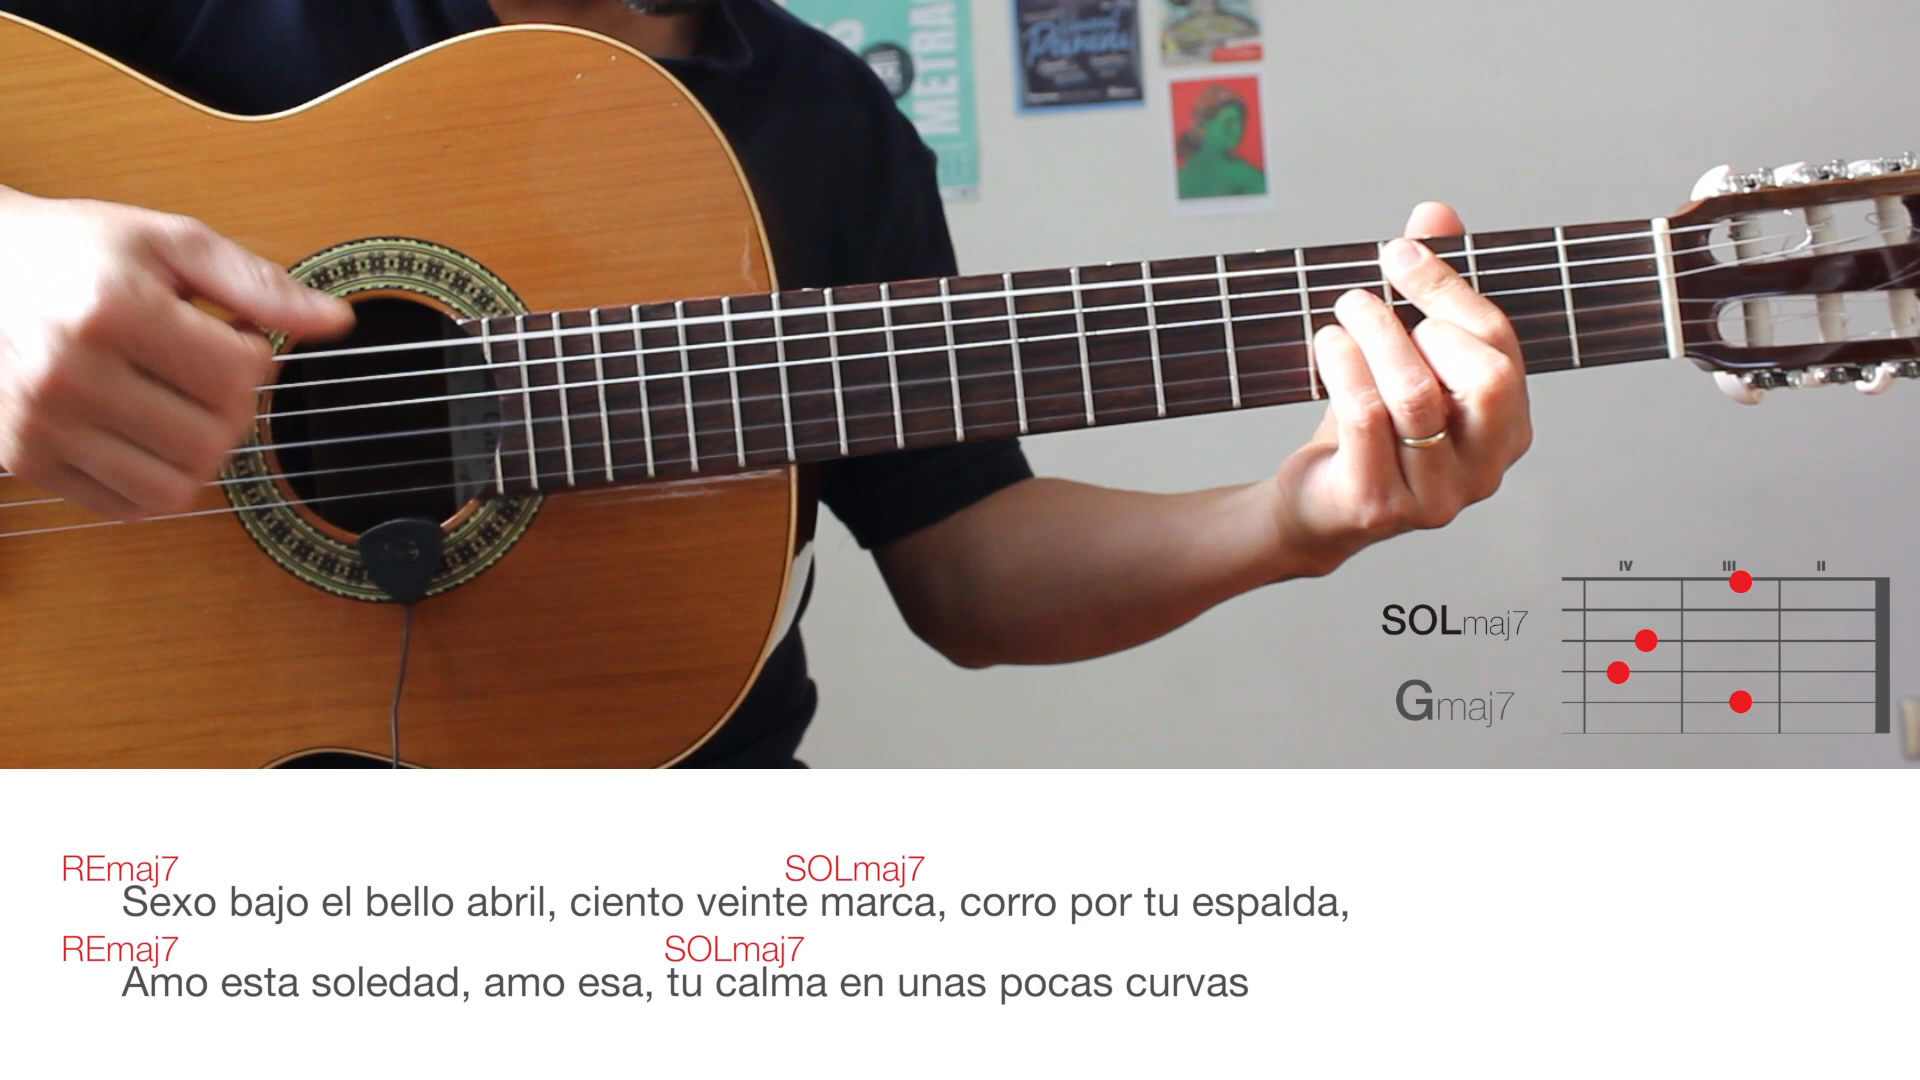 METRA
IV III II
SOLmaj7
Gmaj7
REmaj7 SOLmaj7
Sexo bajo el bello abril, ciento veinte marca, corro por tu espalda,
REmaj7 SOLmaj7
Amo esta soledad, amo esa, tu calma en unas pocas curvas